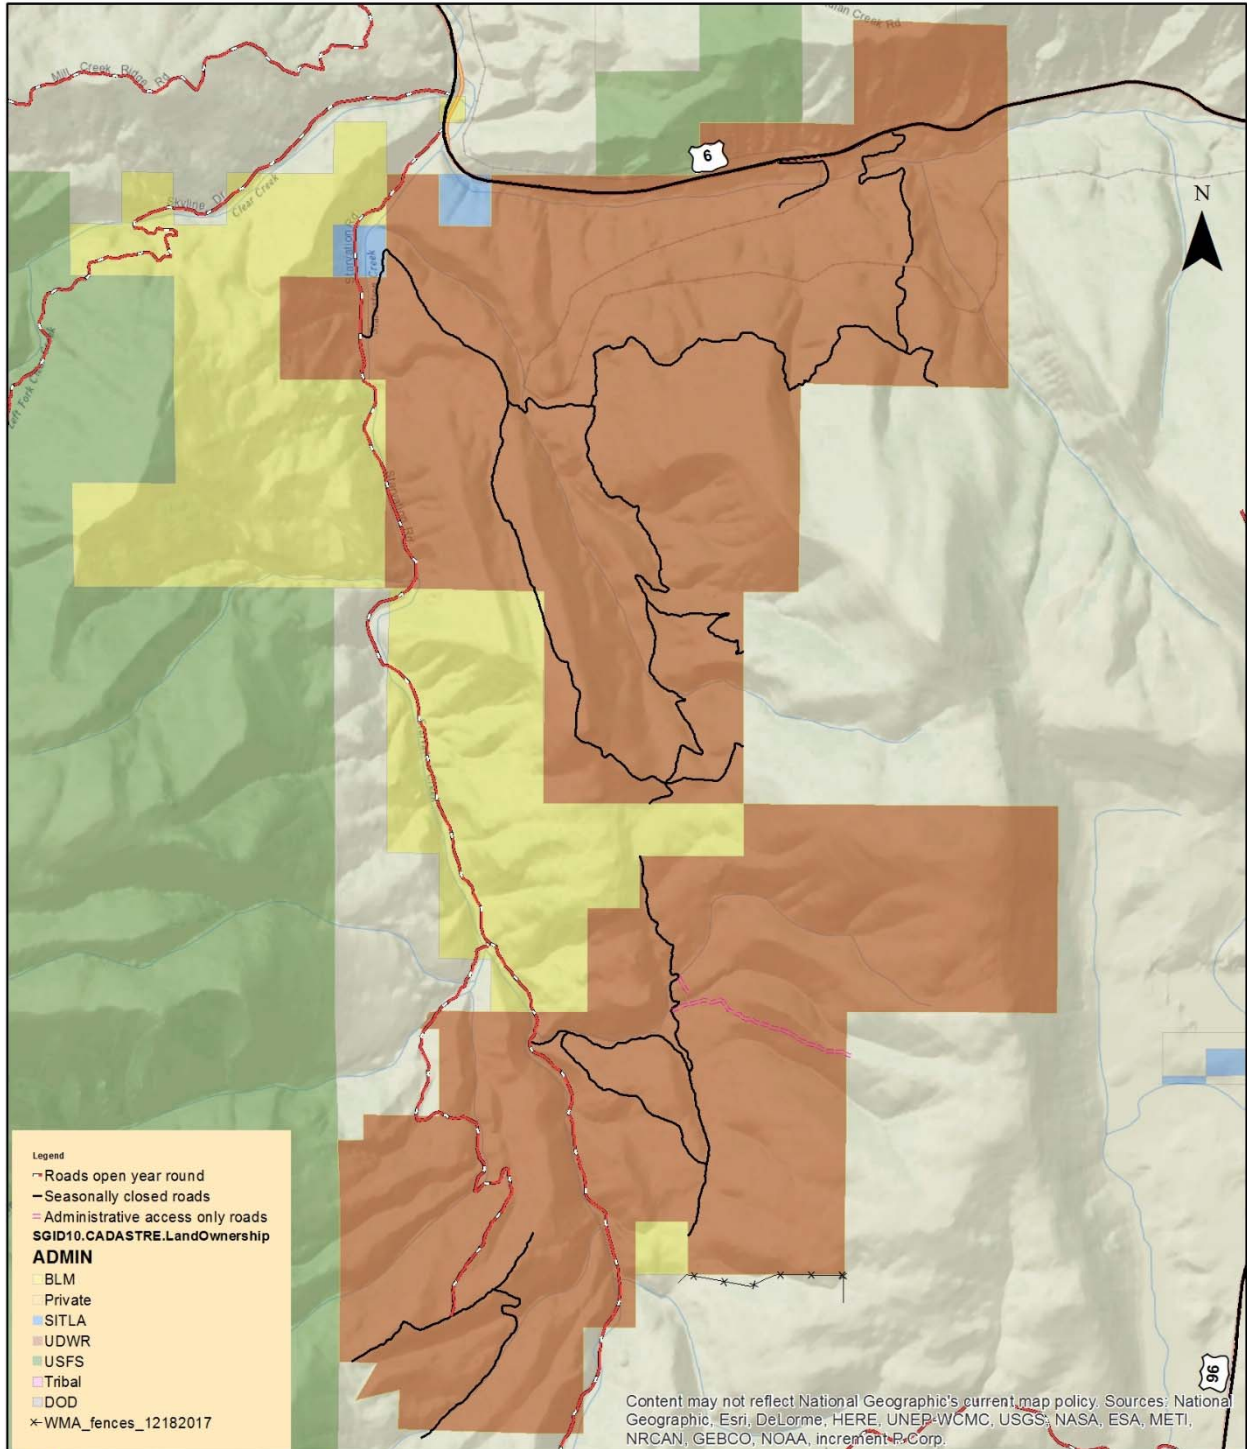 Creek Rd
Mill Creek Ridge Rd
6
N
Skyline Dr
Clear Creek
Starvation Rd
Creek
Left Fork
Starvation Rd
Legend
Roads open year round
Seasonally closed roads
Administrative access only roads
SGID10.CADASTRE.LandOwnership
ADMIN
BLM
Private
SITLA
UDWR
USFS
Tribal
DOD
WMA_fences_12182017
96
Content may not reflect National Geographic's current map policy. Sources: National
Geographic, Esri, DeLorme, HERE, UNEP-WCMC, USGS, NASA, ESA, METI,
NRCAN, GEBCO, NOAA, increment P Corp.